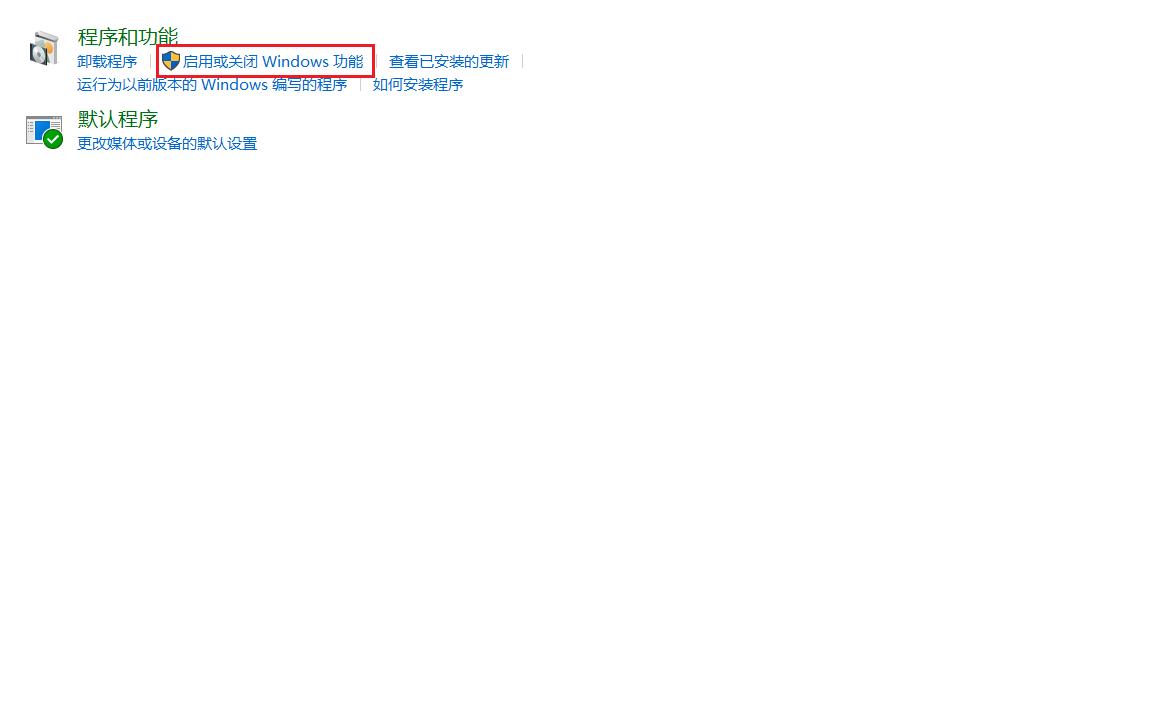 程序和功能
卸载程序 启用或关闭 Windows 功能 查看已安装的更新
运行为以前版本的 Windows 编写的程序 如何安装程序
默认程序
更改媒体或设备的默认设置